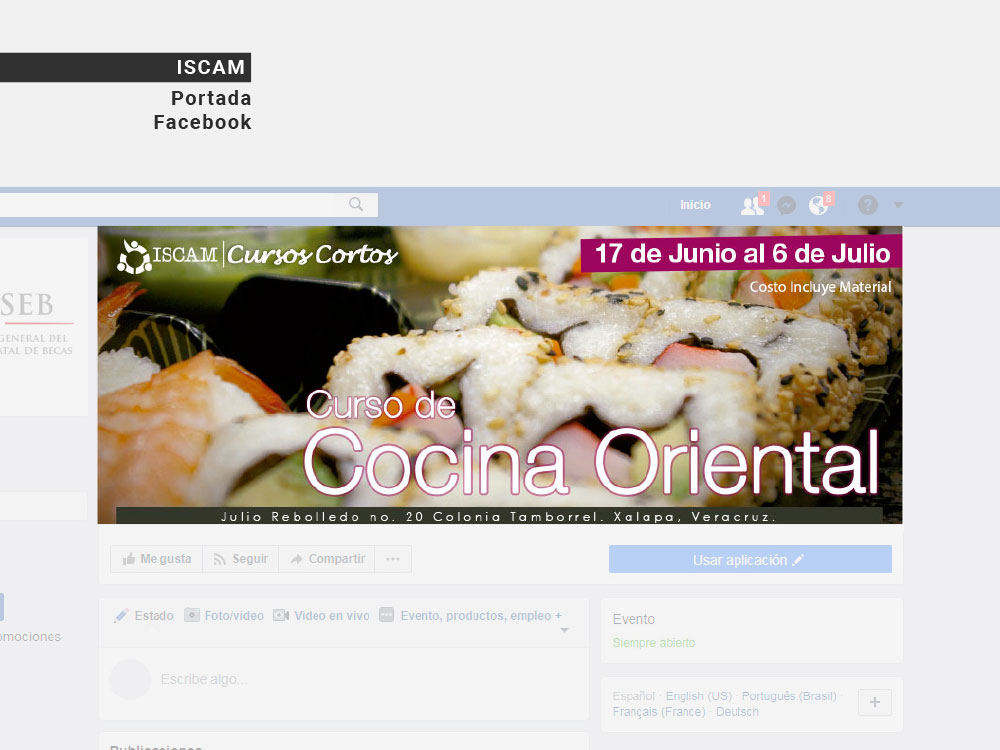 ISCAM
Portada
Facebook
Inicio
1
8
?
ISCAM | Cursos Cortos
17 de Junio al 6 de Julio
Costo Incluye Material
SEB
GENERAL DEL
DE BECAS
Curso de
Cocina Oriental
Julio Rebolledo no. 20 Colonia Tamborrel. Xalapa, Veracruz.
Me gusta
Seguir
Compartir
...
Usar aplicación
Estado
Foto/video
Video en vivo
Evento, productos, empleo +
Evento
Siempre abierto
omociones
Escribe algo...
Español · English (US) · Português (Brasil) ·
Français (France) · Deutsch
+
Publicaciones